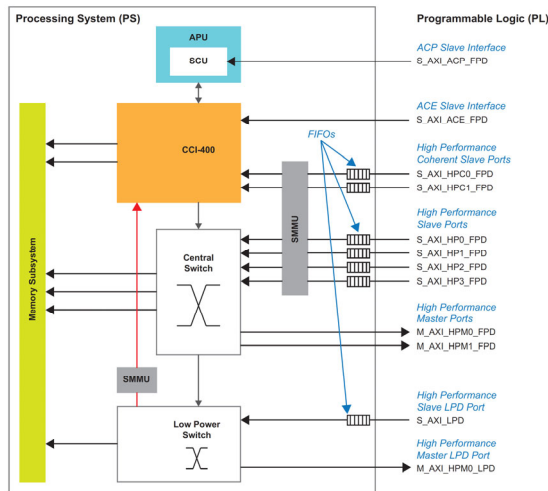 Processing System (PS)
Programmable Logic (PL)
APU
SCU
ACP Slave Interface
S_AXI_ACP_FPD
ACE Slave Interface
S_AXI_ACE_FPD
CCI-400
FIFOs
High Performance
Coherent Slave Ports
S_AXI_HPC0_FPD
S_AXI_HPC1_FPD
SMMU
High Performance
Slave Ports
S_AXI_HP0_FPD
S_AXI_HP1_FPD
S_AXI_HP2_FPD
S_AXI_HP3_FPD
Memory Subsystem
Central
Switch
High Performance
Master Ports
M_AXI_HPM0_FPD
M_AXI_HPM1_FPD
SMMU
High Performance
Slave LPD Port
S_AXI_LPD
Low Power
Switch
High Performance
Master LPD Port
M_AXI_HPM0_LPD